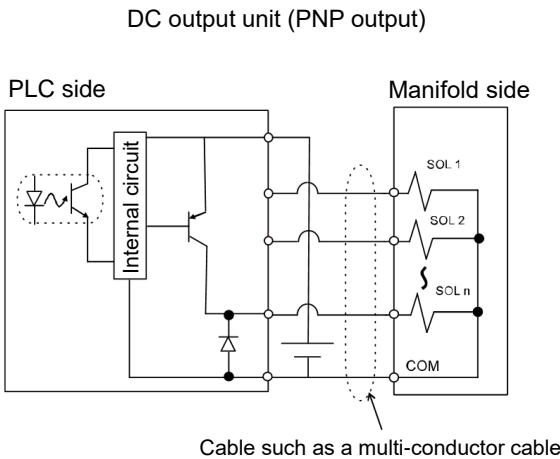 DC output unit (PNP output)
PLC side
Manifold side
Internal circuit
SOL 1
SOL 2
SOL n
COM
Cable such as a multi-conductor cable